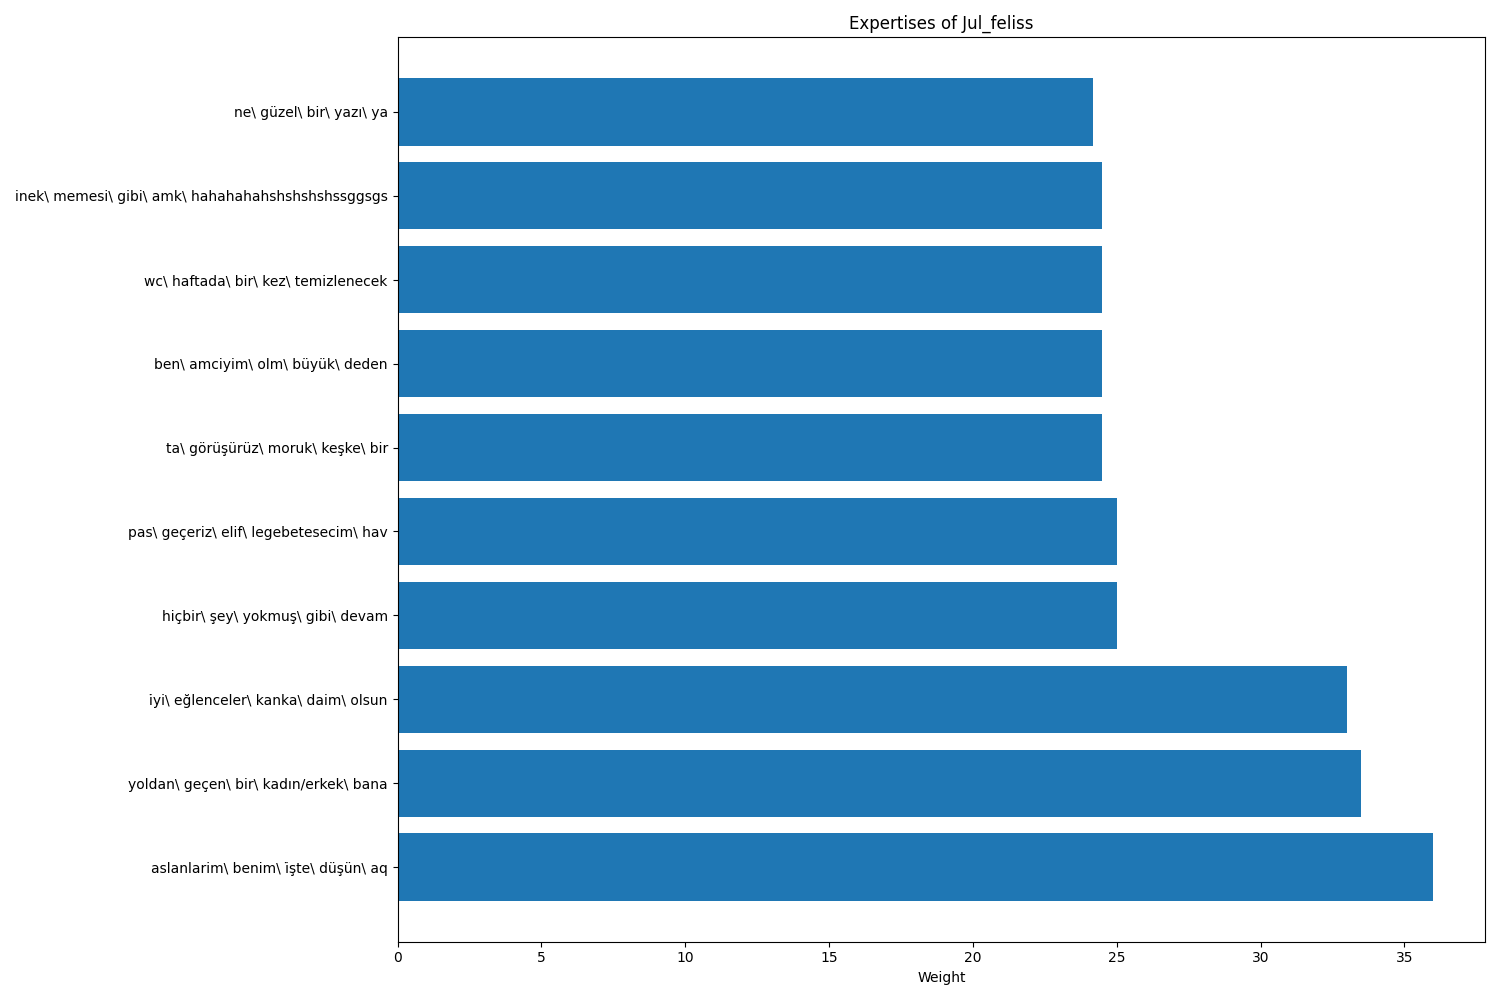 Expertises of Jul_feliss
ne\ güzel\ bir\ yazı\ ya
inek\ memesi\ gibi\ amk\ hahahahahshshshshssggsgs
wc\ haftada\ bir\ kez\ temizlenecek
ben\ amciyim\ olm\ büyük\ deden
ta\ görüşürüz\ moruk\ keşke\ bir
pas\ geçeriz\ elif\ legebetesecim\ hav
hiçbir\ şey\ yokmuş\ gibi\ devam
iyi\ eğlenceler\ kanka\ daim\ olsun
yoldan\ geçen\ bir\ kadın/erkek\ bana
aslanlarim\ benim\ i̇şte\ düşün\ aq
0 5 10 15 20 25 30 35
Weight